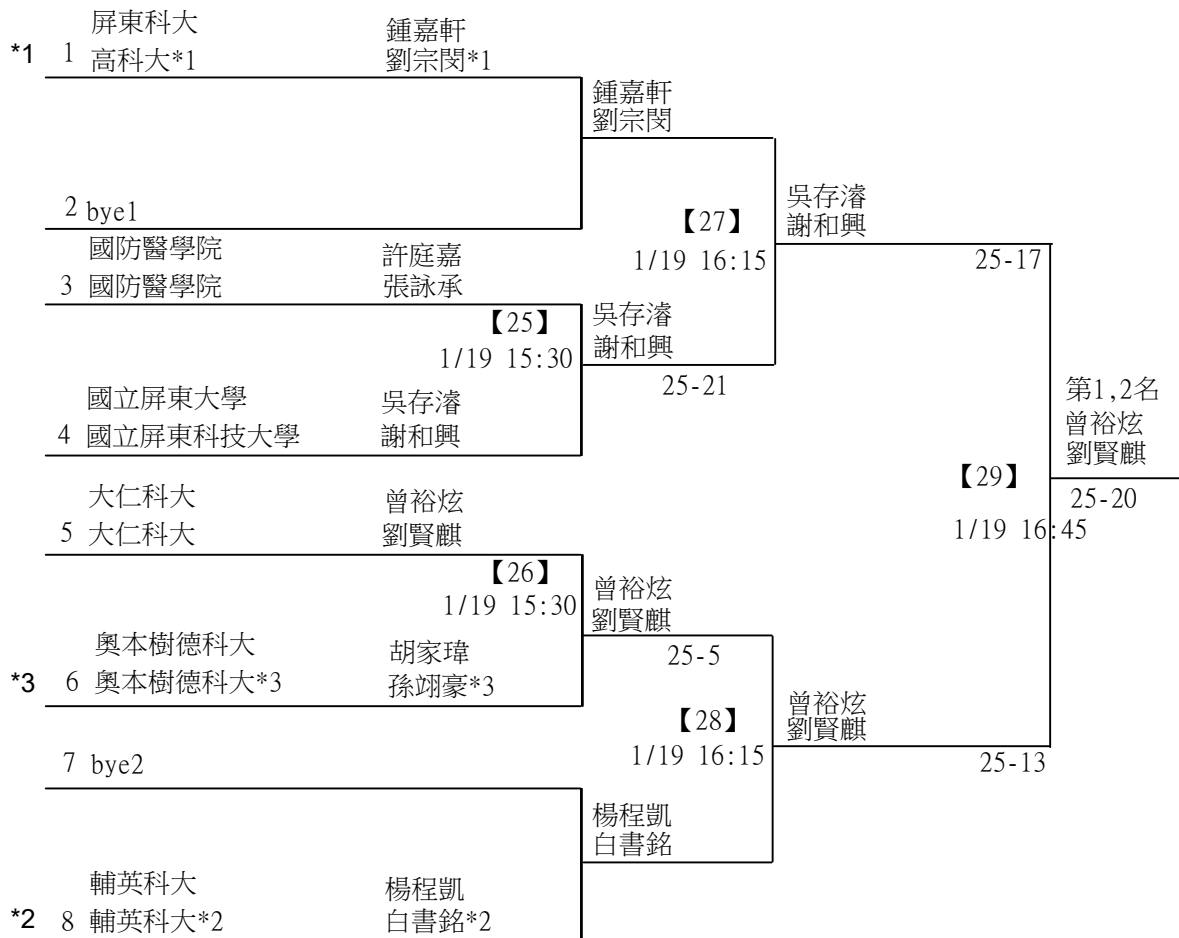 屏東科大 鍾嘉軒
*1 1 高科大*1 劉宗閔*1
鍾嘉軒
劉宗閔
2 bye1
吳存濬
謝和興
【27】
1/19 16:15
25-17
國防醫學院 許庭嘉
3 國防醫學院 張詠承
【25】
1/19 15:30
吳存濬
謝和興
25-21
國立屏東大學 吳存濬
4 國立屏東科技大學 謝和興
第1,2名
曾裕炫
劉賢麒
【29】
25-20
1/19 16:45
大仁科大 曾裕炫
5 大仁科大 劉賢麒
【26】
1/19 15:30
曾裕炫
劉賢麒
25-5
奧本樹德科大 胡家瑋
*3 6 奧本樹德科大*3 孫翊豪*3
【28】
1/19 16:15
曾裕炫
劉賢麒
25-13
7 bye2
楊程凱
白書銘
輔英科大 楊程凱
*2 8 輔英科大*2 白書銘*2